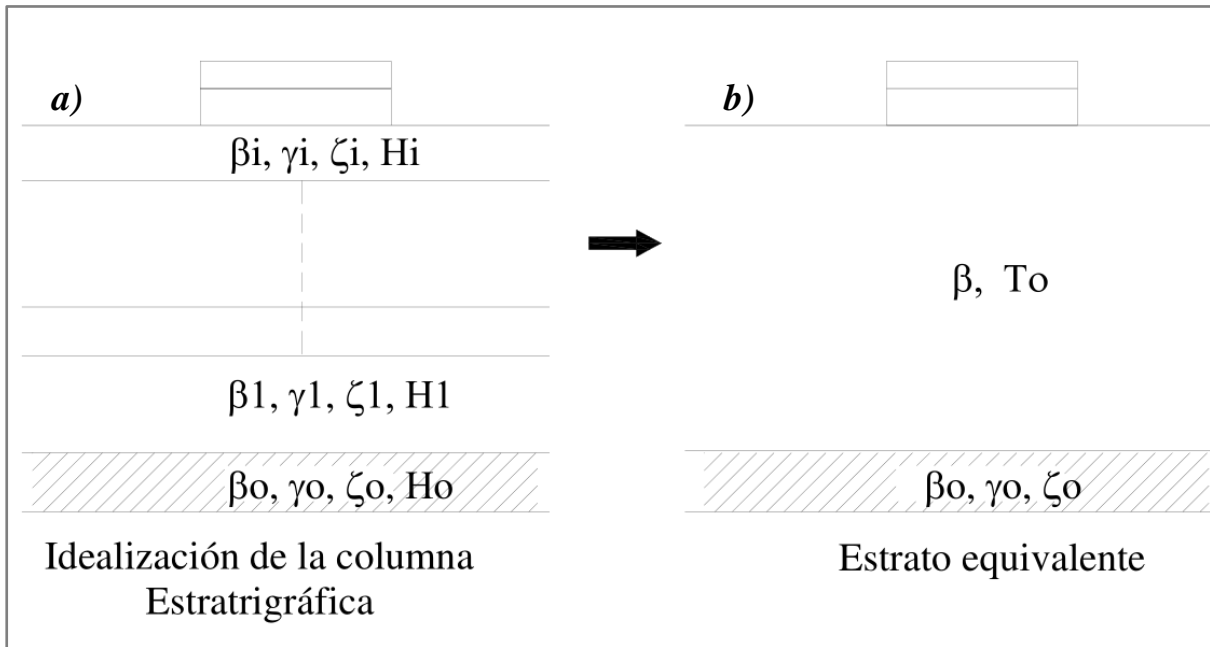 a)
βi, γi, ζi, Hi
β1, γ1, ζ1, H1
βo, γo, ζo, Ho
Idealización de la columna
Estratrigráfica
b)
β, To
βo, γo, ζo
Estrato equivalente